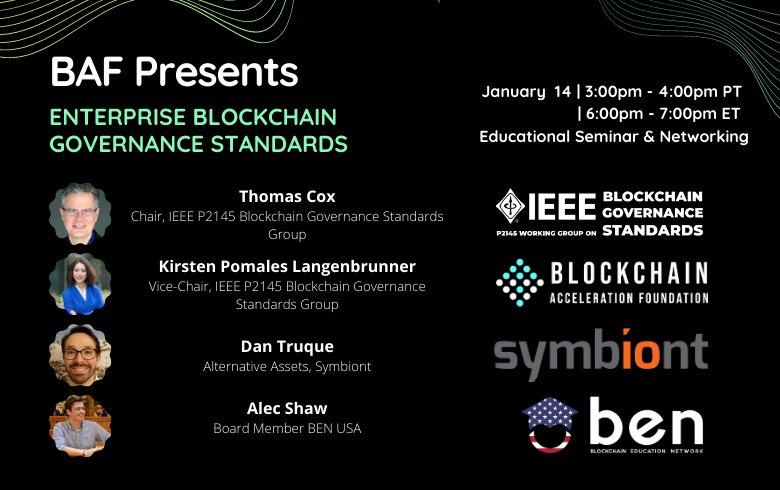 BAF Presents
ENTERPRISE BLOCKCHAIN
GOVERNANCE STANDARDS
January 14 | 3:00pm - 4:00pm PT
| 6:00pm - 7:00pm ET
Educational Seminar & Networking
Thomas Cox
Chair, IEEE P2145 Blockchain Governance Standards
Group
Kirsten Pomales Langenbrunner
Vice-Chair, IEEE P2145 Blockchain Governance
Standards Group
Dan Truque
Alternative Assets, Symbiont
Alec Shaw
Board Member BEN USA
IEEE
P2145 WORKING GROUP ON
BLOCKCHAIN
GOVERNANCE
STANDARDS
BLOCKCHAIN
ACCELERATION FOUNDATION
symbiont
ben
BLOCKCHAIN EDUCATION NETWORK